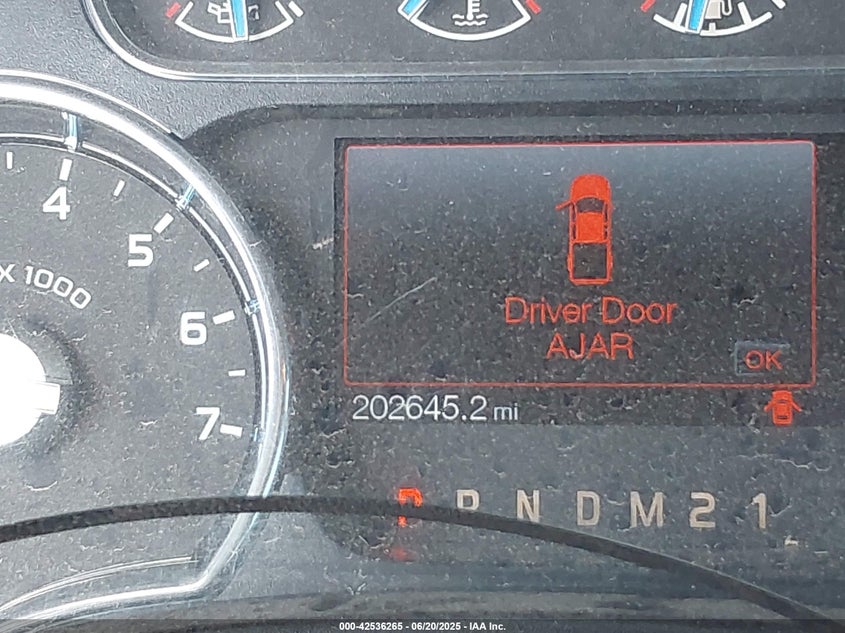 4
5
x 1000
6
7
Driver Door
AJAR
OK
202645.2 mi
P R N D M 2 1
000-42536265 - 06/20/2025 - IAA Inc.